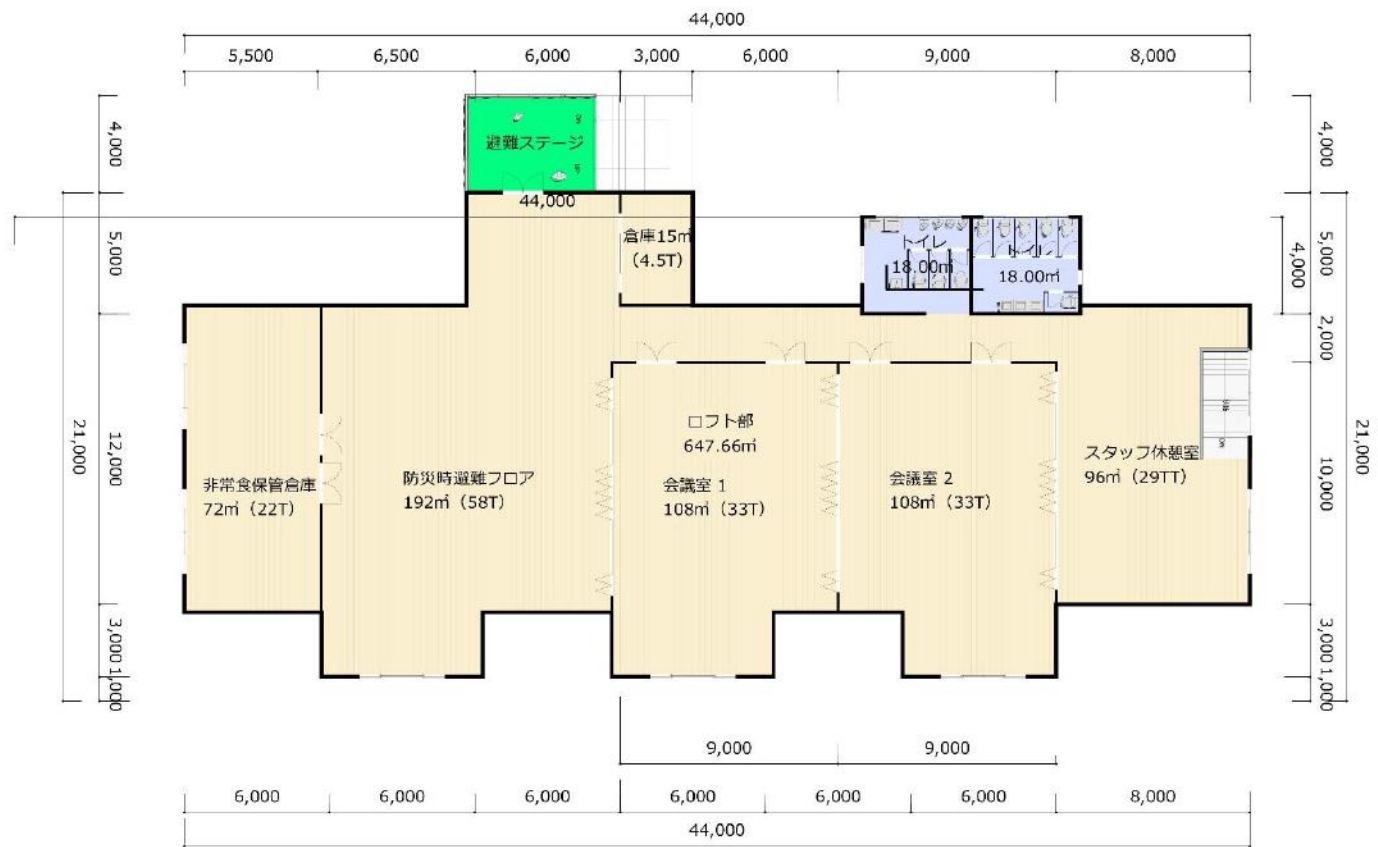 44,000
5,500
6,500
6,000
3,000
6,000
9,000
8,000
4,000
5,000
12,000
3,000
1,000
21,000
避難ステージ
44,000
倉庫15㎡
（4.5T）
トイレ
18.00㎡
トイレ
18.00㎡
4,000
5,000
4,000
2,000
10,000
3,000
1,000
21,000
非常食保管倉庫
72㎡（22T）
防災時避難フロア
192㎡（58T）
ロフト部
647.66㎡
会議室 1
108㎡（33T）
会議室 2
108㎡（33T）
スタッフ休憩室
96㎡（29TT）
9,000
9,000
6,000
6,000
6,000
6,000
6,000
6,000
8,000
44,000